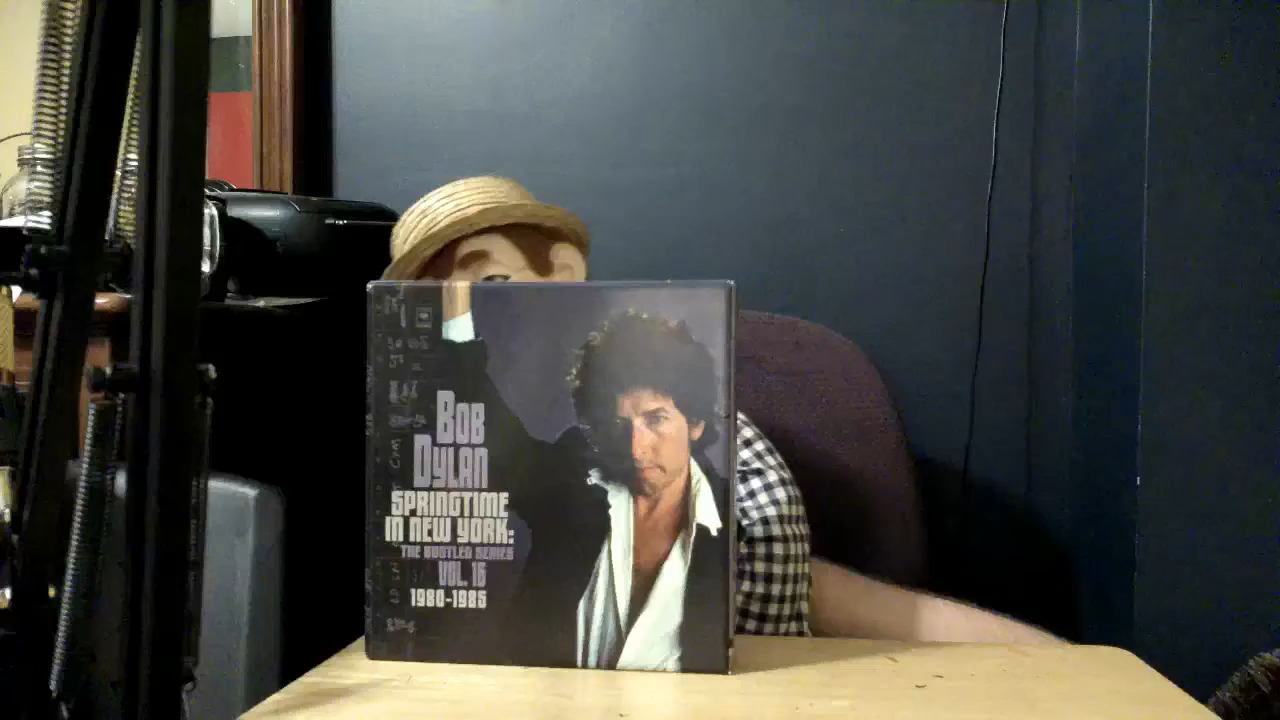 BOB
DYLAN
SPRINGTIME
IN NEW YORK:
THE BOOTLEG SERIES
VOL. 16
1980-1985